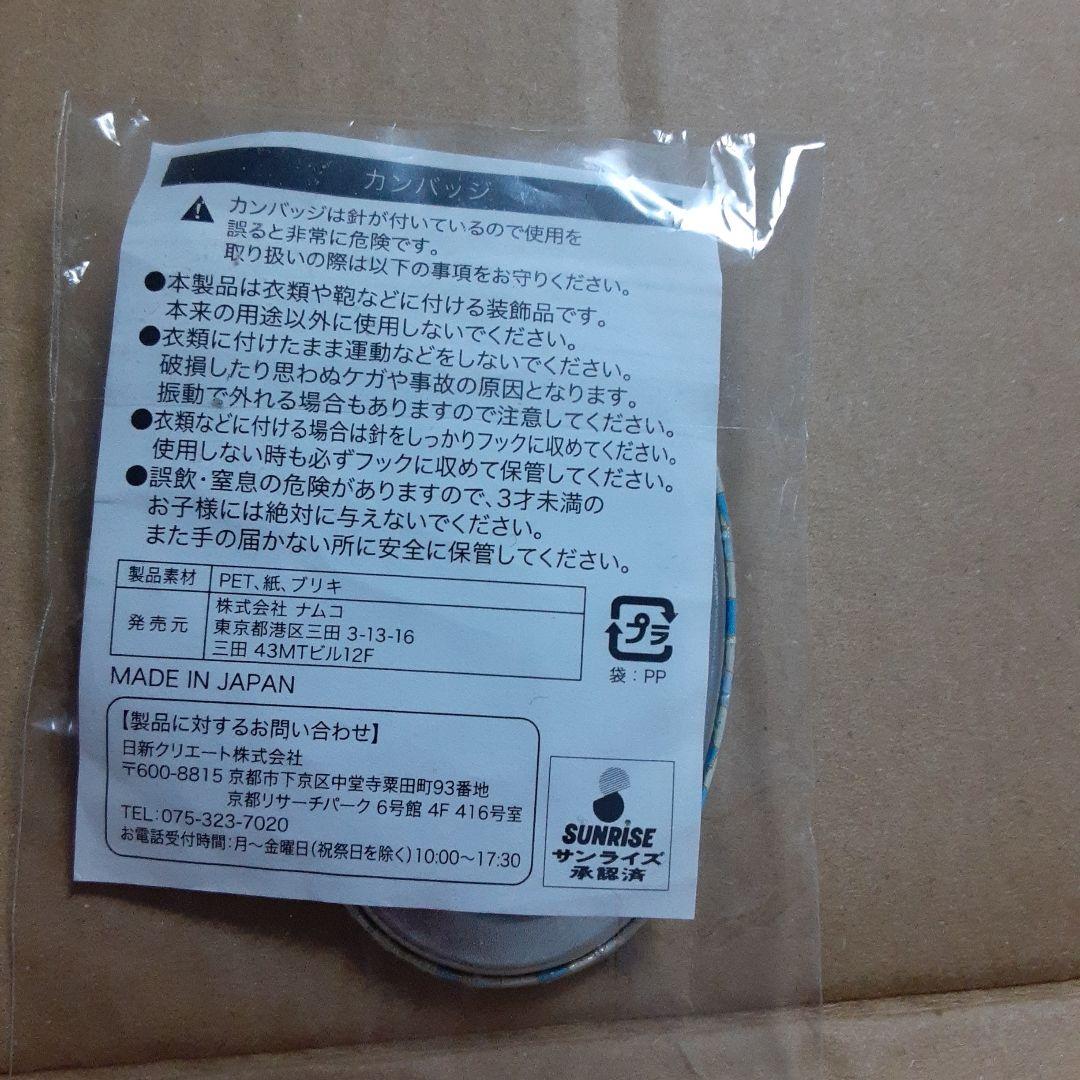 カンバッジ
カンバッジは針が付いているので使用を
誤ると非常に危険です。
取り扱いの際は以下の事項をお守りください。
●本製品は衣類や鞄などに付ける装飾品です。
本来の用途以外に使用しないでください。
●衣類に付けたまま運動などをしないでください。
破損したり思わぬケガや事故の原因となります。
振動で外れる場合もありますので注意してください。
●衣類などに付ける場合は針をしっかりフックに収めてください。
使用しない時も必ずフックに収めて保管してください。
●誤飲・窒息の危険がありますので、3才未満の
お子様には絶対に与えないでください。
また手の届かない所に安全に保管してください。
製品素材 PET、紙、ブリキ
発売元 株式会社 ナムコ
東京都港区三田 3-13-16
三田 43MTビル12F
プラ
袋：PP
MADE IN JAPAN
【製品に対するお問い合わせ】
日新クリエート株式会社
〒600-8815 京都市下京区中堂寺粟田町93番地
京都リサーチパーク 6号館 4F 416号室
TEL：075-323-7020
お電話受付時間：月～金曜日（祝祭日を除く）10:00～17:30
SUNRISE
サンライズ
承認済